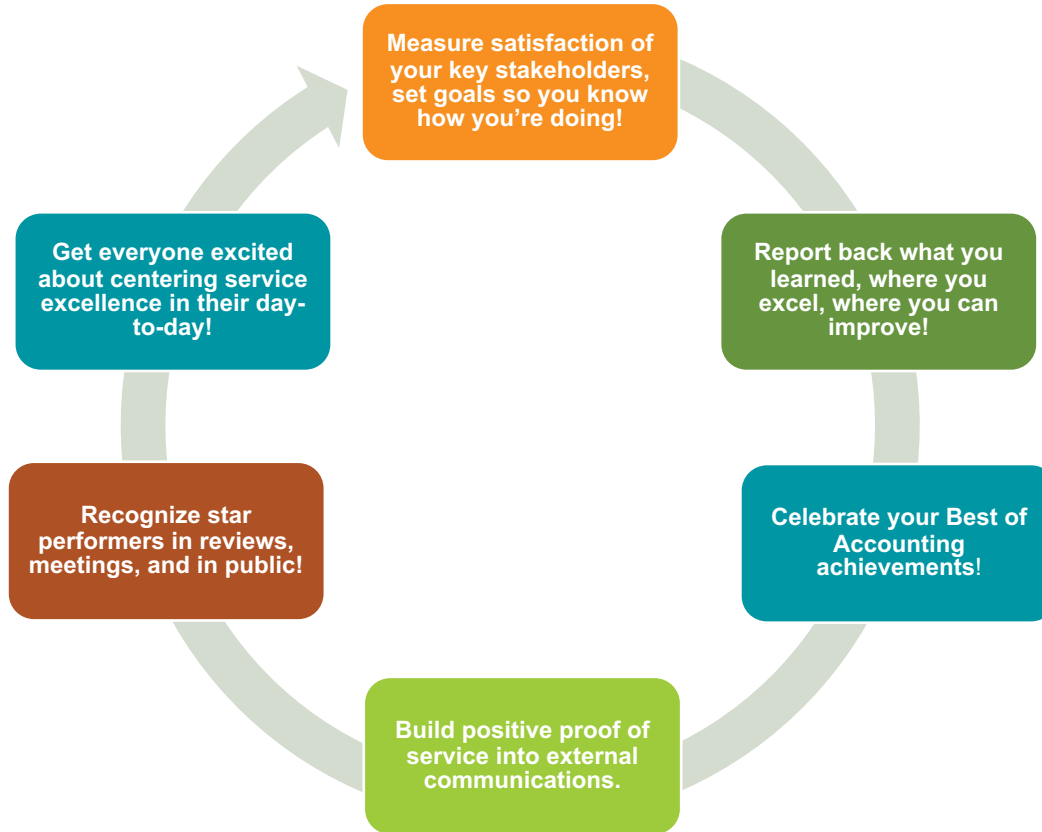 Measure satisfaction of
your key stakeholders,
set goals so you know
how you’re doing!
Report back what you
learned, where you
excel, where you can
improve!
Celebrate your Best of
Accounting
achievements!
Build positive proof of
service into external
communications.
Recognize star
performers in reviews,
meetings, and in public!
Get everyone excited
about centering service
excellence in their day-
to-day!